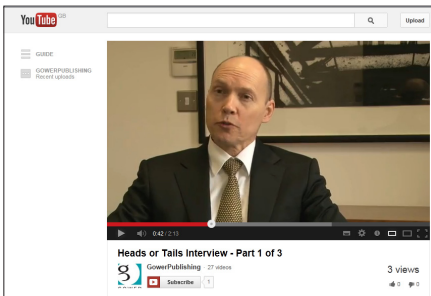 YouTube GB
Upload
GUIDE
GOWERPUBLISHING
Recent uploads
0:42 / 2:13
Heads or Tails Interview - Part 1 of 3
GowerPublishing · 27 videos
Subscribe
3 views
0 0